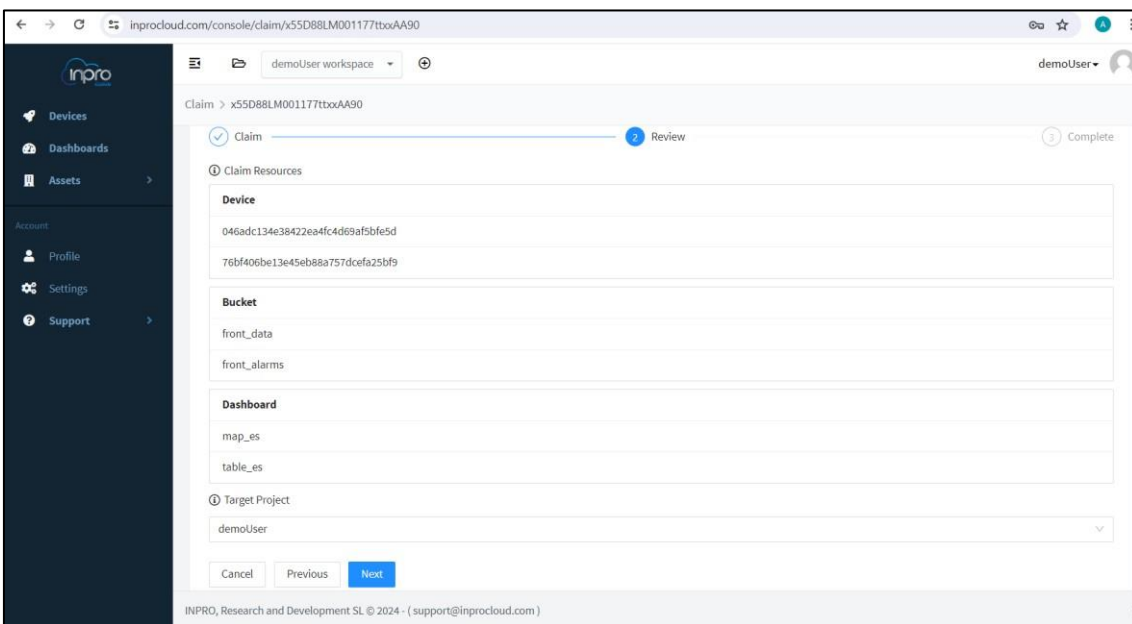 inprocloud.com/console/claim/x55D88LM001177ttxxAA90
A
inpro
demoUser workspace
demoUser
Claim > x55D88LM001177ttxxAA90
Devices
Dashboards
Assets
Account
Profile
Settings
Support
Claim
2 Review
3 Complete
Claim Resources
Device
046adc134e38422ea4fc4d69af5bfe5d
76bf406be13e45eb88a757dcefa25bf9
Bucket
front_data
front_alarms
Dashboard
map_es
table_es
Target Project
demoUser
Cancel Previous Next
INPRO, Research and Development SL © 2024 - ( support@inprocloud.com )